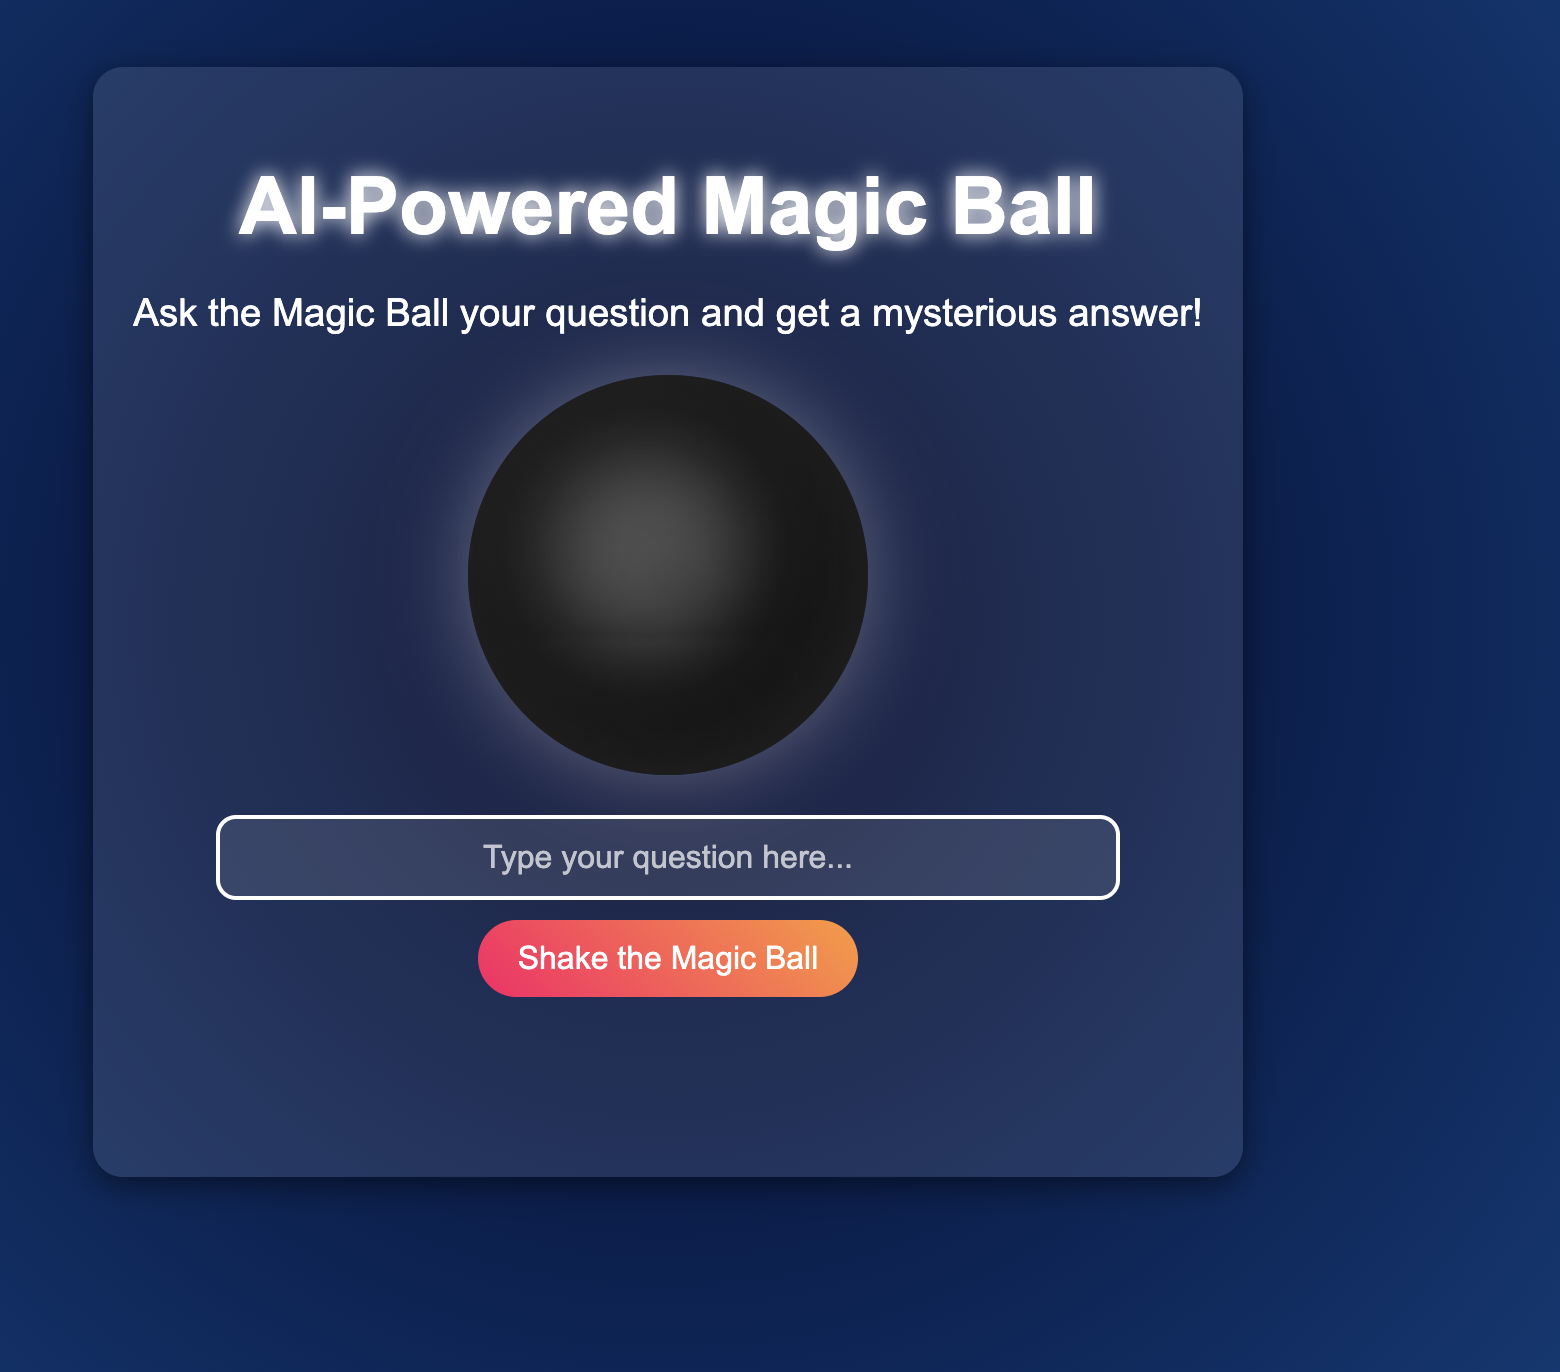 AI-Powered Magic Ball
Ask the Magic Ball your question and get a mysterious answer!
Type your question here...
Shake the Magic Ball